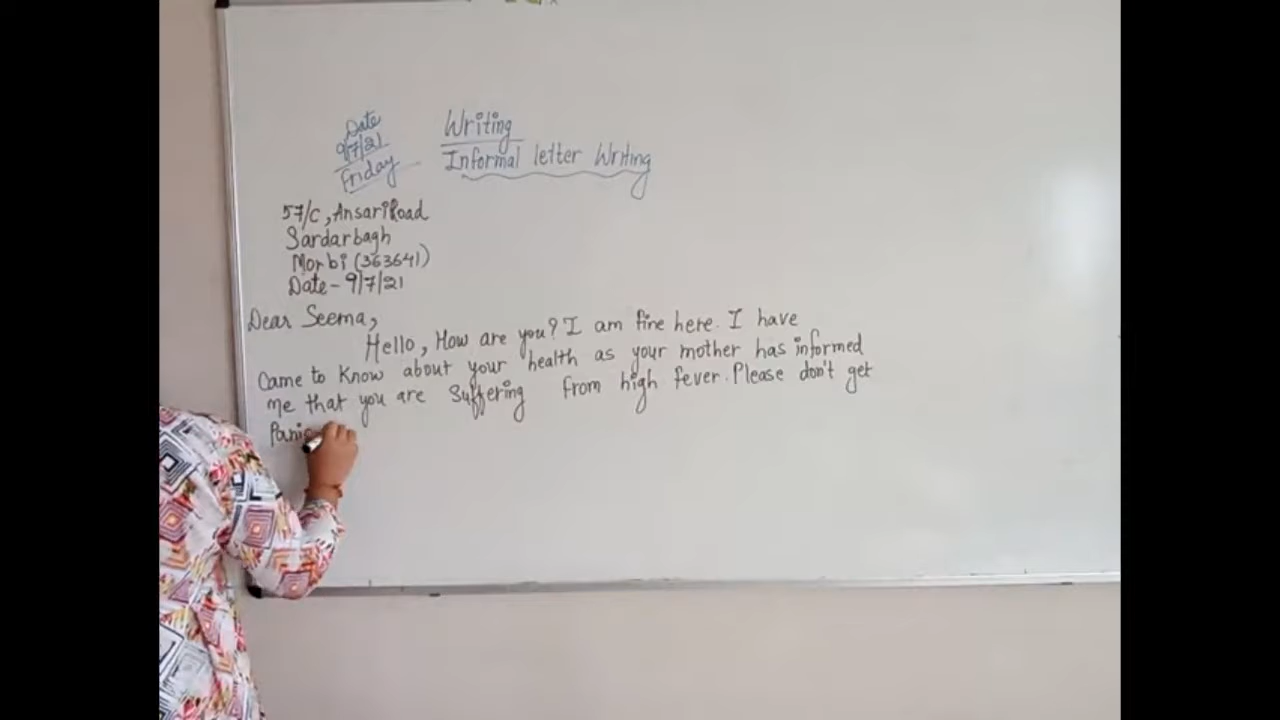 Date
9/7/21
Friday
Writing
Informal letter Writing
57/C, Ansari Road
Sardarbagh
Morbi (363641)
Date - 9/7/21
Dear Seema,
Hello, How are you? I am fine here. I have
Came to Know about your health as your mother has informed
me that you are Suffering from high fever. Please don't get